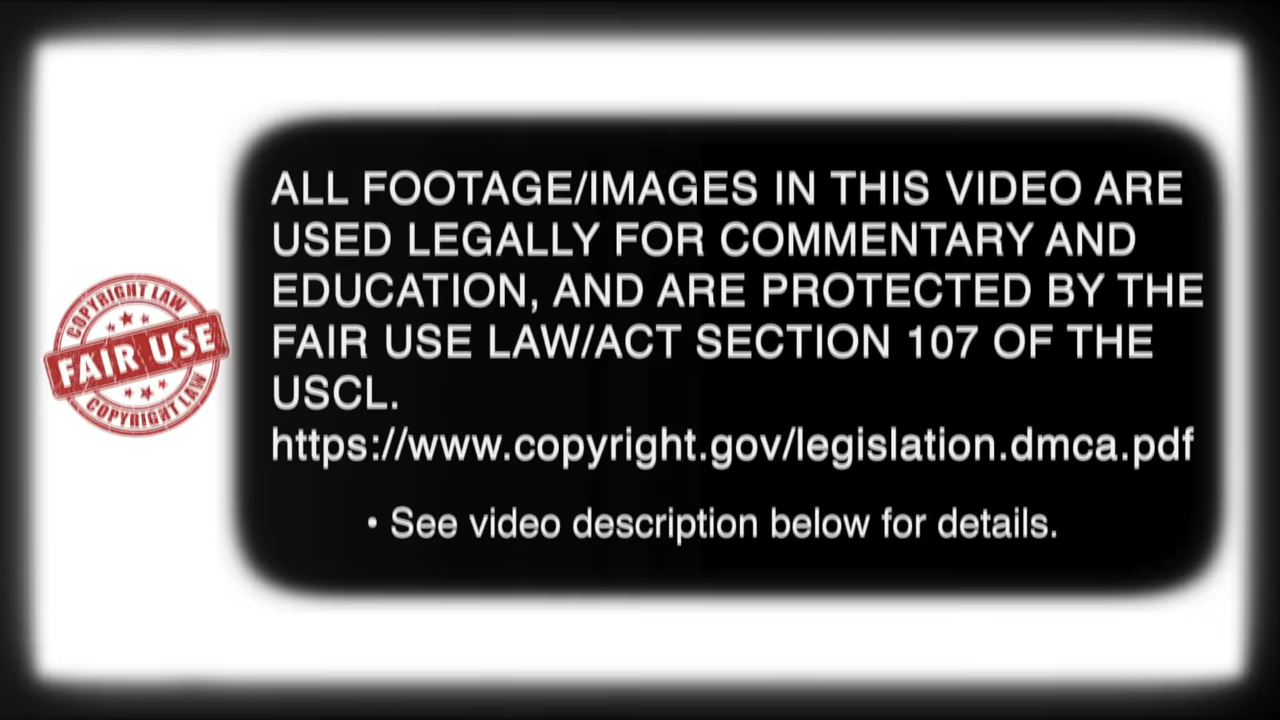 COPYRIGHT LAW
FAIR USE
COPYRIGHT LAW
ALL FOOTAGE/IMAGES IN THIS VIDEO ARE
USED LEGALLY FOR COMMENTARY AND
EDUCATION, AND ARE PROTECTED BY THE
FAIR USE LAW/ACT SECTION 107 OF THE
USCL.
https://www.copyright.gov/legislation.dmca.pdf
• See video description below for details.